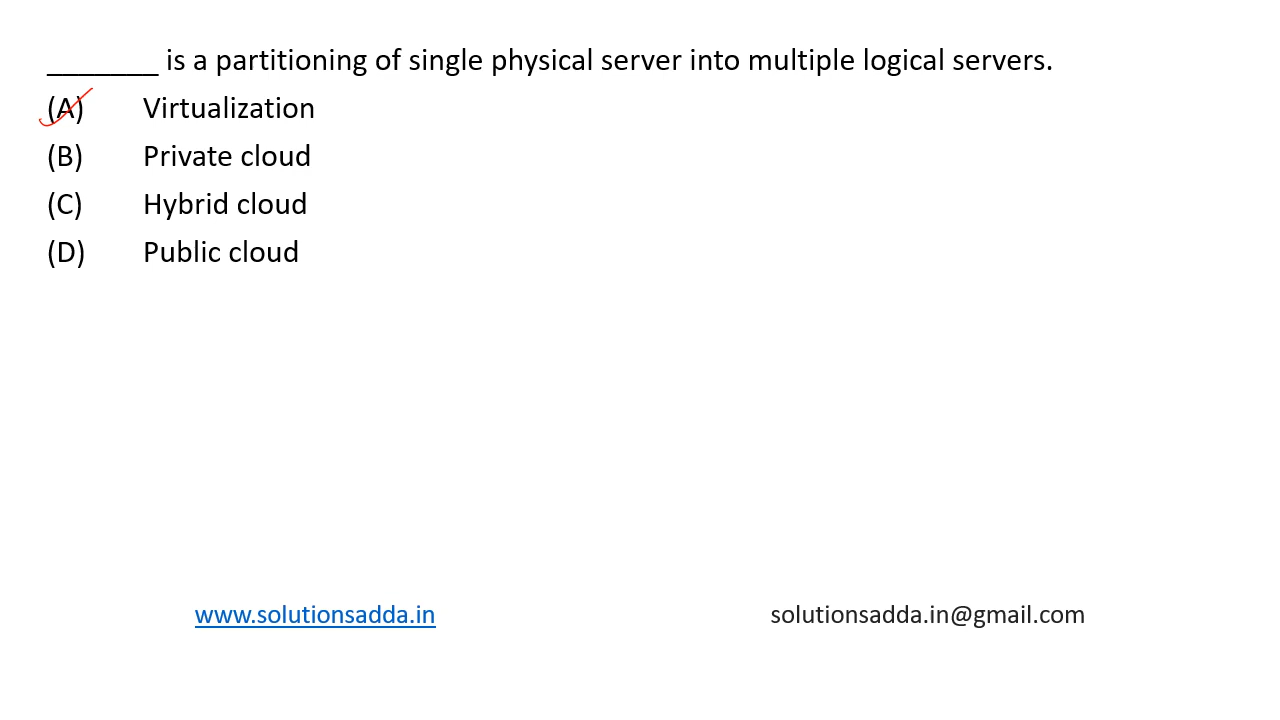 _______ is a partitioning of single physical server into multiple logical servers.
(A) Virtualization
(B) Private cloud
(C) Hybrid cloud
(D) Public cloud
www.solutionsadda.in solutionsadda.in@gmail.com